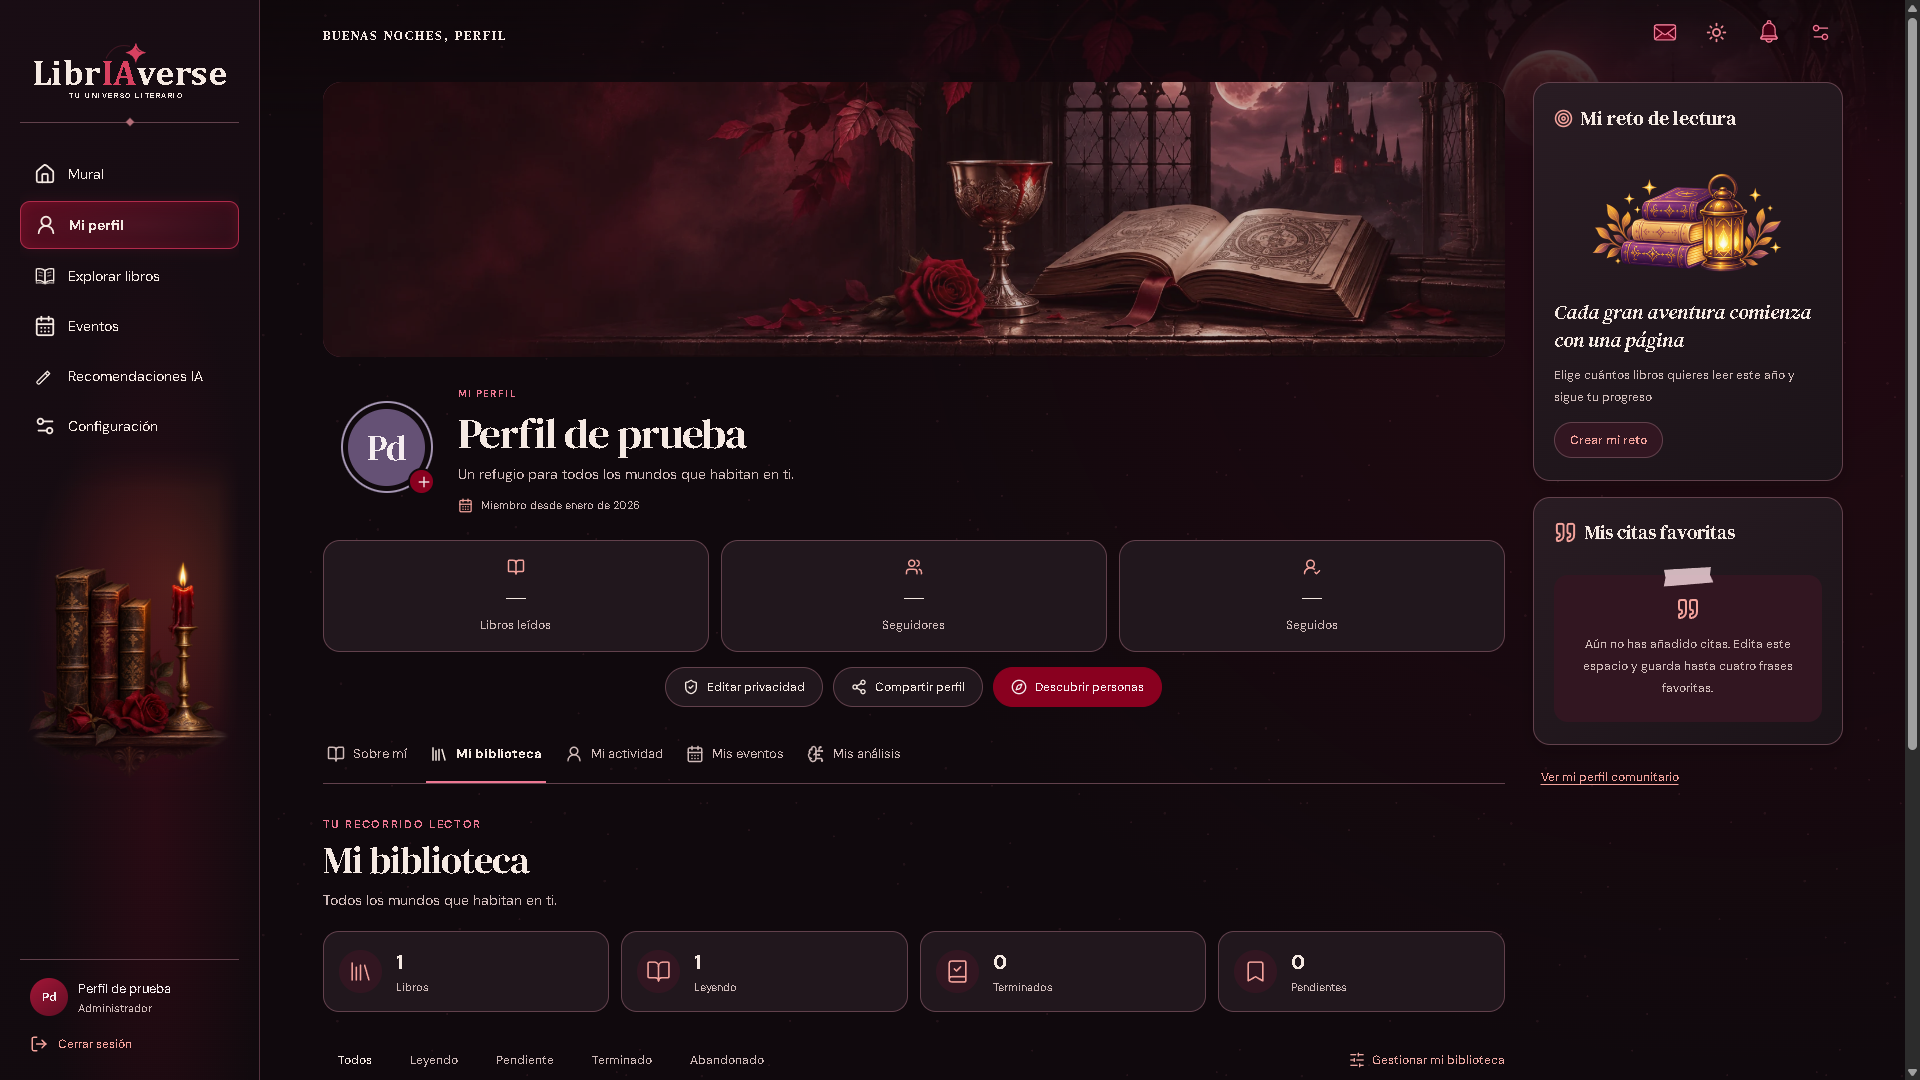 LibrIAverse
TU UNIVERSO LITERARIO
Mural
Mi perfil
Explorar libros
Eventos
Recomendaciones IA
Configuración
Pd
Perfil de prueba
Administrador
Cerrar sesión
BUENAS NOCHES, PERFIL
Pd
MI PERFIL
Perfil de prueba
Un refugio para todos los mundos que habitan en ti.
Miembro desde enero de 2026
—
Libros leídos
—
Seguidores
—
Seguidos
Editar privacidad
Compartir perfil
Descubrir personas
Sobre mí
Mi biblioteca
Mi actividad
Mis eventos
Mis análisis
TU RECORRIDO LECTOR
Mi biblioteca
Todos los mundos que habitan en ti.
1
Libros
1
Leyendo
0
Terminados
0
Pendientes
Todos
Leyendo
Pendiente
Terminado
Abandonado
Gestionar mi biblioteca
Mi reto de lectura
Cada gran aventura comienza
con una página
Elige cuántos libros quieres leer este año y
sigue tu progreso
Crear mi reto
Mis citas favoritas
Aún no has añadido citas. Edita este
espacio y guarda hasta cuatro frases
favoritas.
Ver mi perfil comunitario